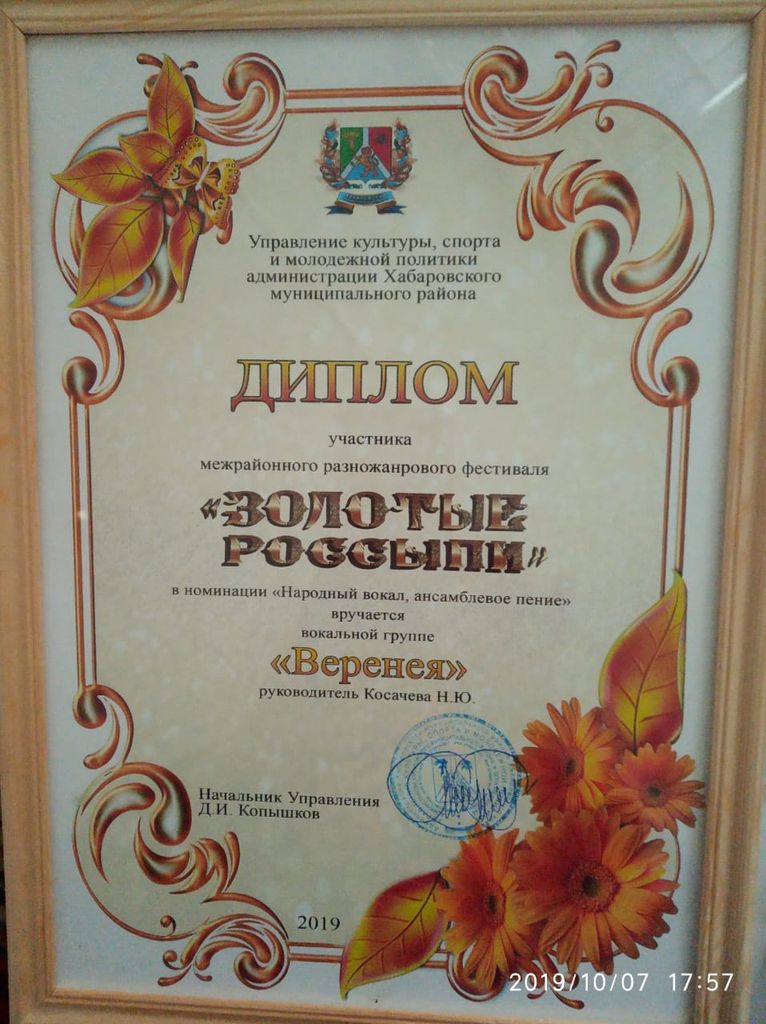 Управление культуры, спорта
и молодежной политики
администрации Хабаровского
муниципального района
ДИПЛОМ
участника
межрайонного разножанрового фестиваля
«ЗОЛОТЫЕ
РОССЫПИ»
в номинации «Народный вокал, ансамблевое пение»
вручается
вокальной группе
«Веренея»
руководитель Косачева Н.Ю.
Начальник Управления
Д.И. Копышков
2019
2019/10/07 17:57